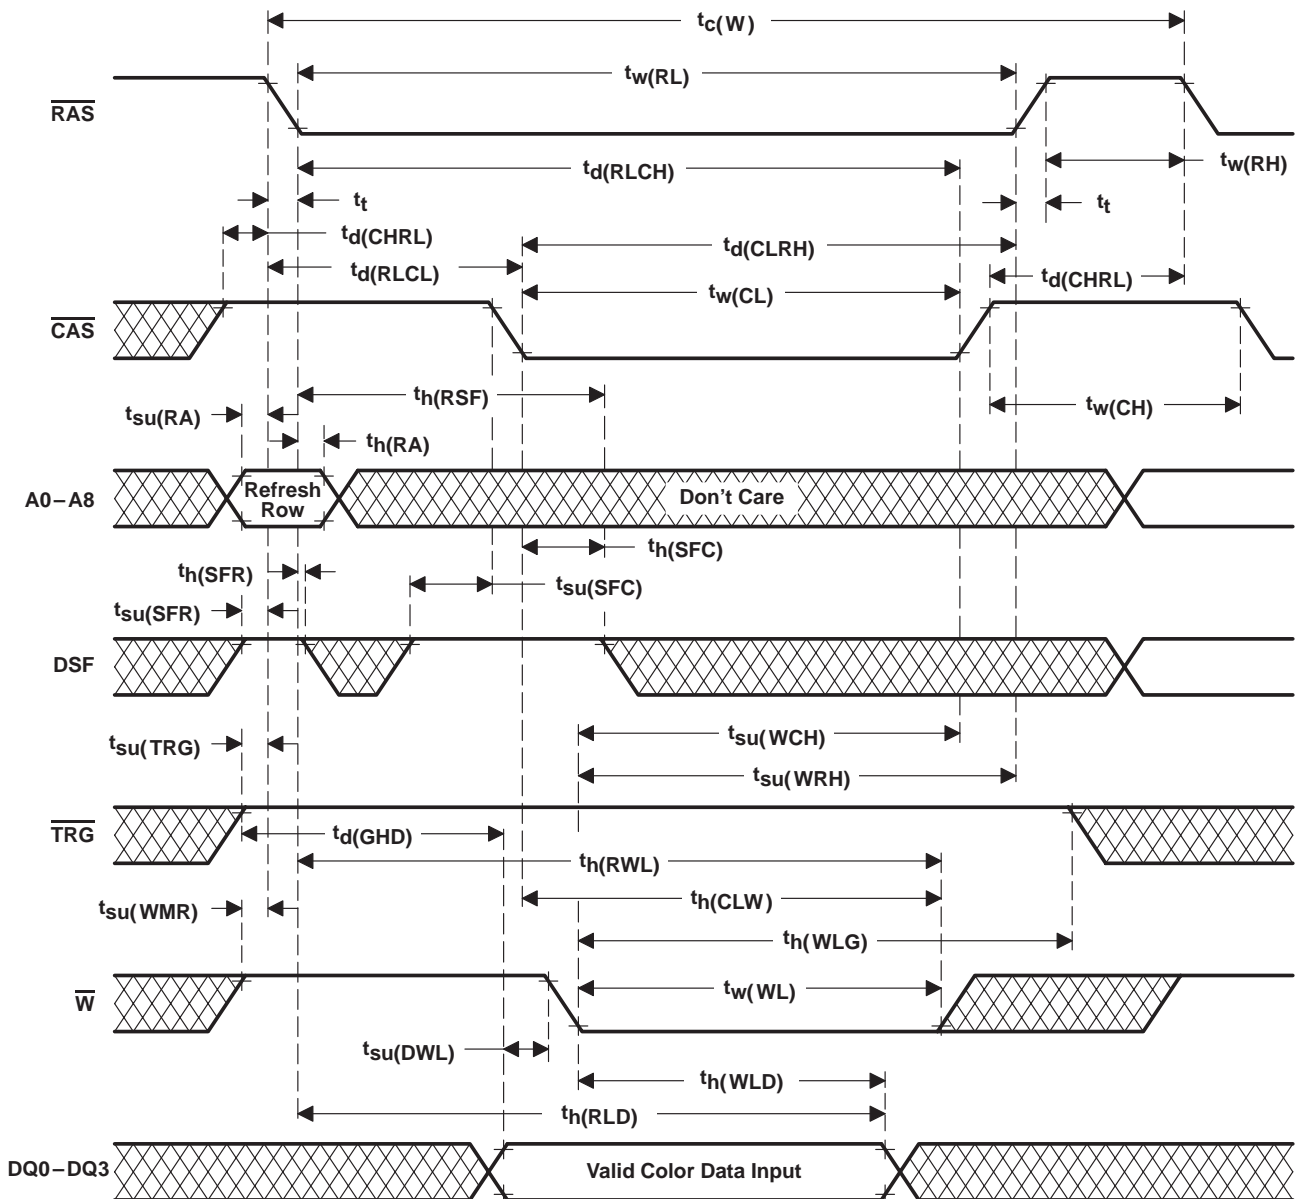 tc(W)
tw(RL)
RAS
td(RLCH)
tw(RH)
tt
tt
td(CHRL)
td(CLRH)
td(RLCL)
td(CHRL)
tw(CL)
CAS
th(RSF)
tsu(RA)
tw(CH)
th(RA)
A0–A8
Refresh
Row
Don't Care
th(SFC)
th(SFR)
tsu(SFC)
tsu(SFR)
DSF
tsu(WCH)
tsu(TRG)
tsu(WRH)
TRG
td(GHD)
th(RWL)
th(CLW)
tsu(WMR)
th(WLG)
W
tw(WL)
tsu(DWL)
th(WLD)
th(RLD)
DQ0–DQ3
Valid Color Data Input